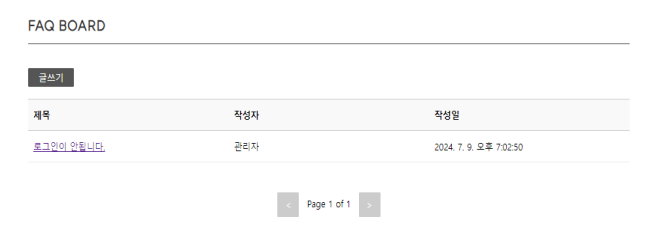 FAQ BOARD
글쓰기
제목 작성자 작성일
로그인이 안됩니다. 관리자 2024. 7. 9. 오후 7:02:50
< Page 1 of 1 >